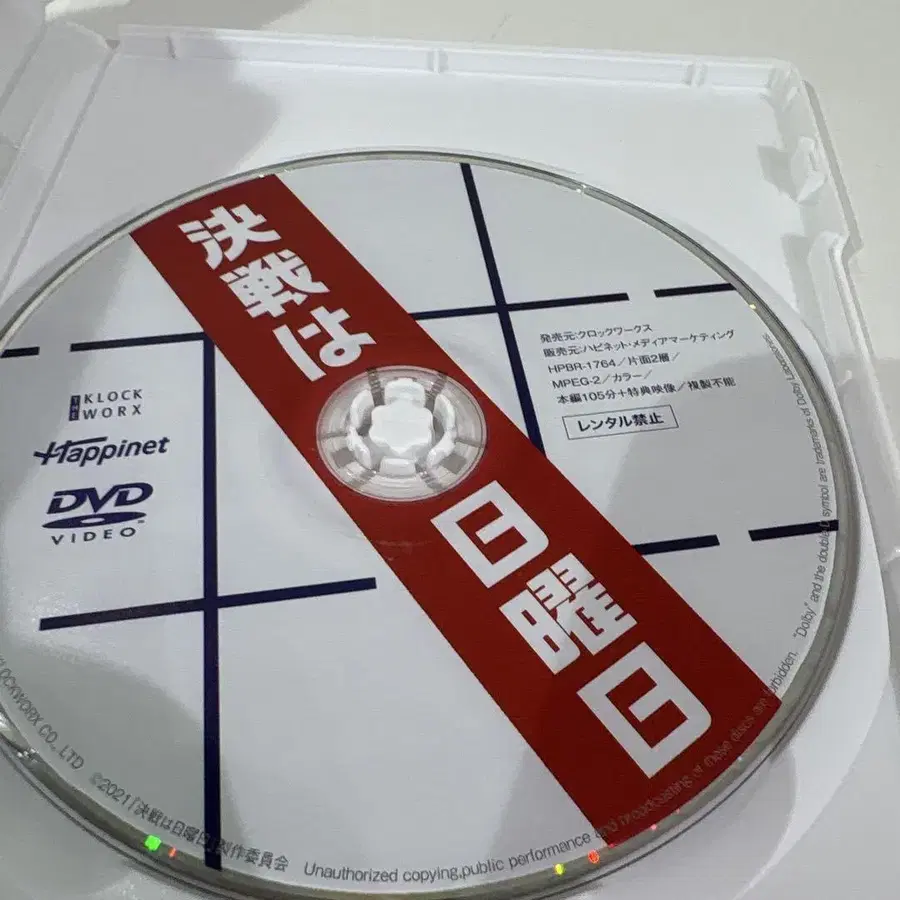 決戦は
日曜日
THE KLOCK
WORX
Happinet
DVD
VIDEO™
発売元:クロックワークス
販売元:ハピネット・メディアマーケティング
HPBR-1764/片面2層/
MPEG-2/カラー/
本編105分+特典映像/複製不能
レンタル禁止
KLOCKWORX CO., LTD ©2021「決戦は日曜日」製作委員会 Unauthorized copying,public performance and broadcasting of these discs are forbidden. "Dolby" and the double-D symbol are trademarks of Dolby Laboratories.